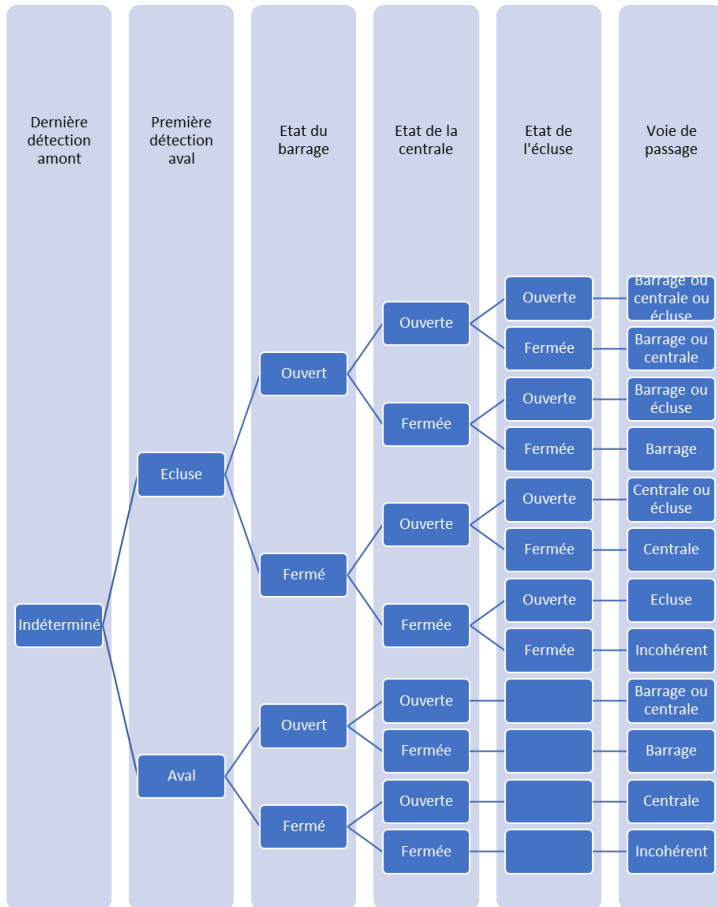 Dernière
détection
amont
Première
détection
aval
Etat du
barrage
Etat de la
centrale
Etat de
l'écluse
Voie de
passage
Indéterminé
Ecluse
Aval
Ouvert
Fermé
Ouvert
Fermé
Ouverte
Fermée
Ouverte
Fermée
Ouverte
Fermée
Ouverte
Fermée
Ouverte
Fermée
Ouverte
Fermée
Ouverte
Fermée
Ouverte
Fermée
Barrage ou
centrale ou
écluse
Barrage ou
centrale
Barrage ou
écluse
Barrage
Centrale ou
écluse
Centrale
Ecluse
Incohérent
Barrage ou
centrale
Barrage
Centrale
Incohérent